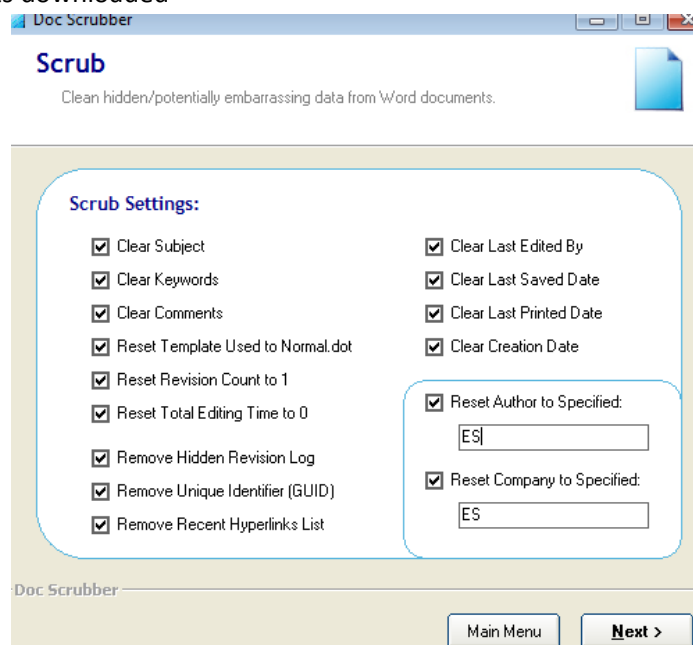 Doc Scrubber
Scrub
Clean hidden/potentially embarrassing data from Word documents.
Scrub Settings:
Clear Subject
Clear Keywords
Clear Comments
Reset Template Used to Normal.dot
Reset Revision Count to 1
Reset Total Editing Time to 0
Remove Hidden Revision Log
Remove Unique Identifier (GUID)
Remove Recent Hyperlinks List
Clear Last Edited By
Clear Last Saved Date
Clear Last Printed Date
Clear Creation Date
Reset Author to Specified:
ES
Reset Company to Specified:
ES
Doc Scrubber
Main Menu
Next >